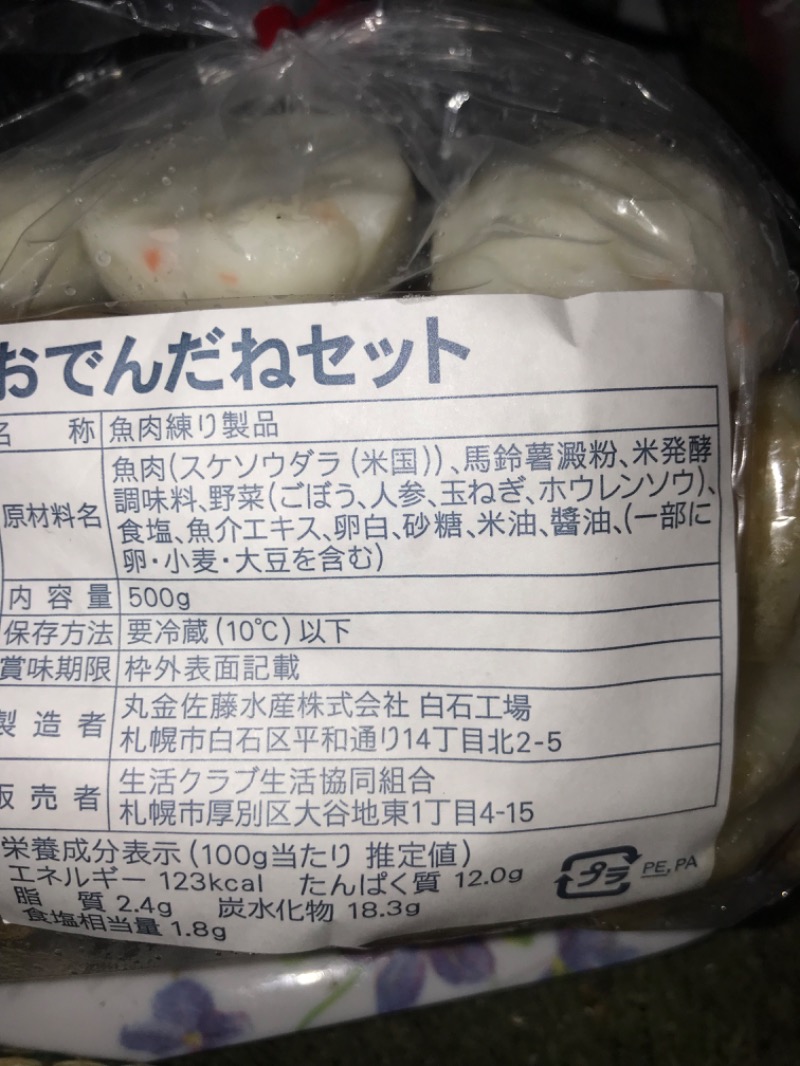 おでんだねセット
名 称 魚肉練り製品
原材料名 魚肉(スケソウダラ(米国))、馬鈴薯澱粉、米発酵
調味料、野菜(ごぼう、人参、玉ねぎ、ホウレンソウ)、
食塩、魚介エキス、卵白、砂糖、米油、醤油、(一部に
卵・小麦・大豆を含む)
内容量 500g
保存方法 要冷蔵(10℃)以下
賞味期限 枠外表面記載
製造者 丸金佐藤水産株式会社 白石工場
札幌市白石区平和通り14丁目北2-5
販売者 生活クラブ生活協同組合
札幌市厚別区大谷地東1丁目4-15
栄養成分表示(100g当たり 推定値)
エネルギー 123kcal たんぱく質 12.0g
脂質 2.4g 炭水化物 18.3g
食塩相当量 1.8g
プラ PE,PA